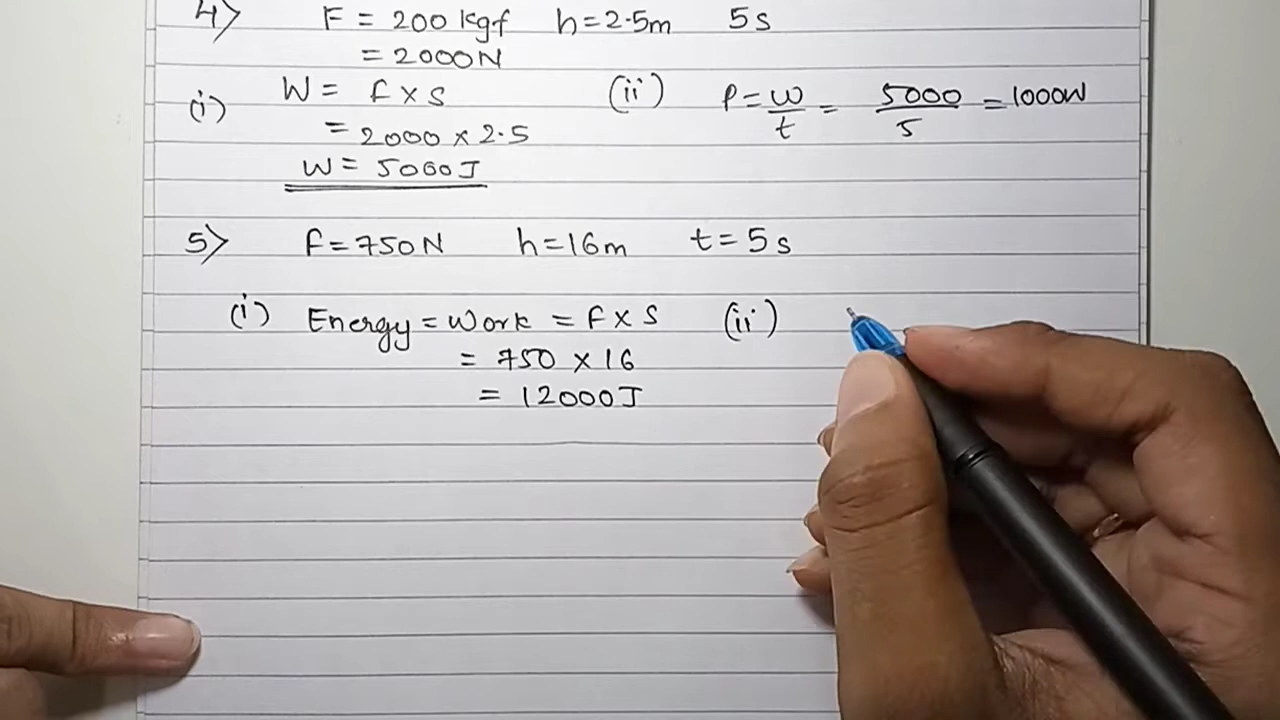 4) F = 200 kgf h=2.5m 5s
= 2000N
(i) W = F×S
= 2000 × 2.5
W = 5000J
(ii) P = W/t = 5000/5 = 1000W
5) F=750N h=16m t=5s
(i) Energy = Work = F×S (ii)
= 750 × 16
= 12000J